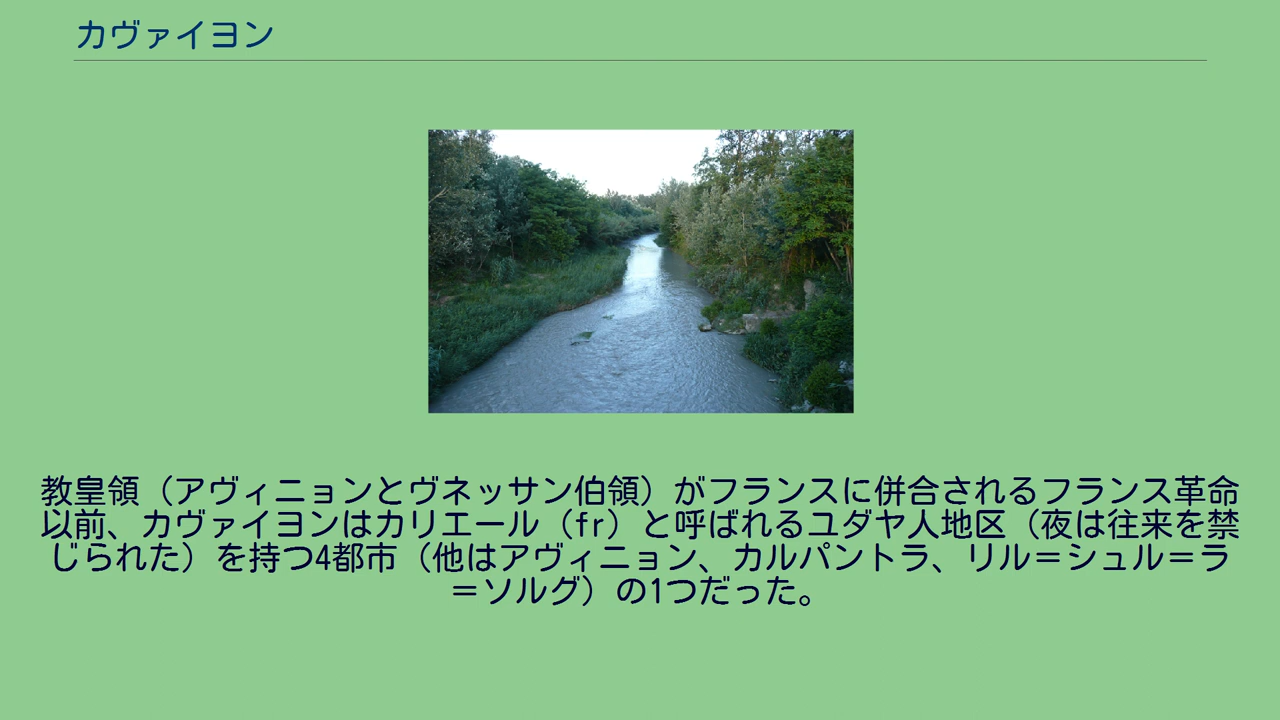 カヴァイヨン
教皇領（アヴィニョンとヴネッサン伯領）がフランスに併合されるフランス革命
以前、カヴァイヨンはカリエール（fr）と呼ばれるユダヤ人地区（夜は往来を禁
じられた）を持つ4都市（他はアヴィニョン、カルパントラ、リル＝シュル＝ラ
＝ソルグ）の1つだった。